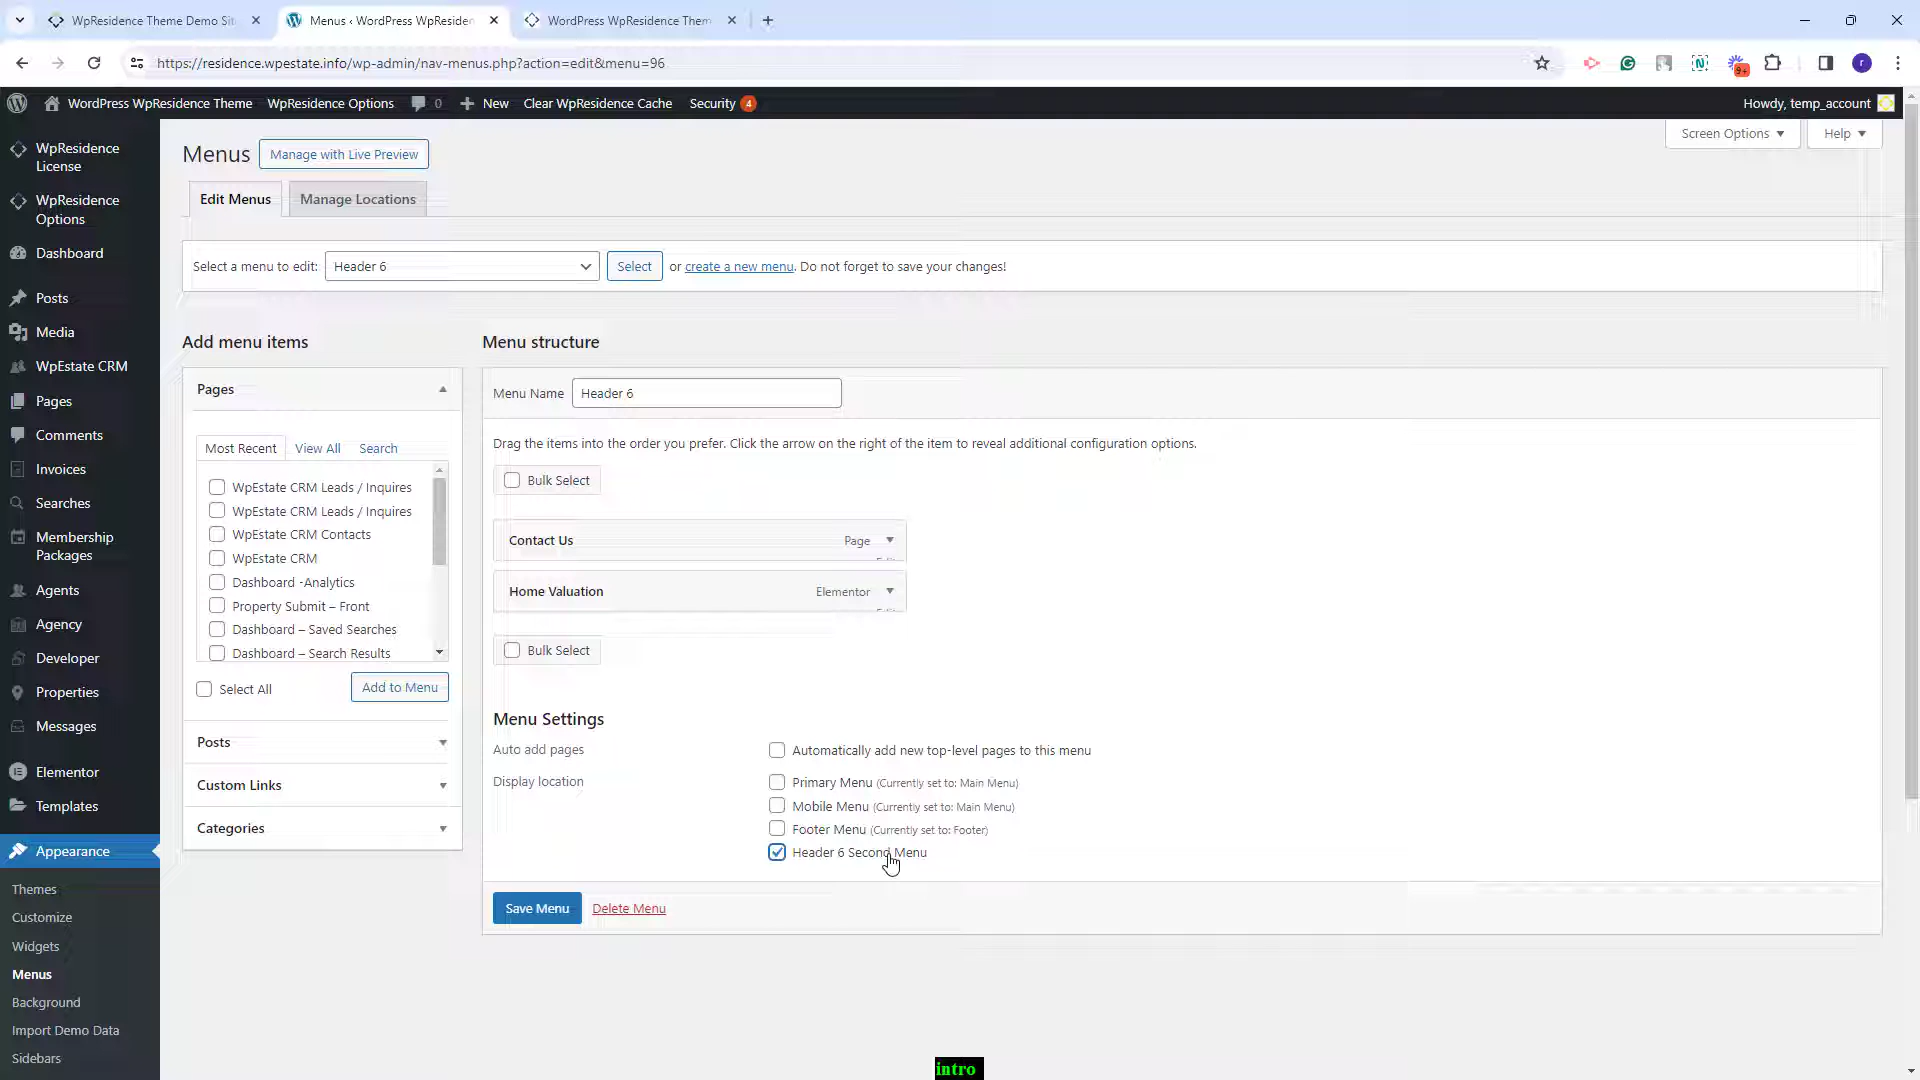 WpResidence Theme Demo Sit
Menus ‹ WordPress WpResiden
WordPress WpResidence Them
https://residence.wpestate.info/wp-admin/nav-menus.php?action=edit&menu=96
9+
r
WordPress WpResidence Theme
WpResidence Options
0
New
Clear WpResidence Cache
Security 4
Howdy, temp_account
Screen Options
Help
WpResidence License
WpResidence Options
Dashboard
Posts
Media
WpEstate CRM
Pages
Comments
Invoices
Searches
Membership Packages
Agents
Agency
Developer
Properties
Messages
Elementor
Templates
Appearance
Themes
Customize
Widgets
Menus
Background
Import Demo Data
Sidebars
Menus
Manage with Live Preview
Edit Menus
Manage Locations
Select a menu to edit: Header 6 Select or create a new menu. Do not forget to save your changes!
Add menu items
Pages
Most Recent View All Search
WpEstate CRM Leads / Inquires
WpEstate CRM Leads / Inquires
WpEstate CRM Contacts
WpEstate CRM
Dashboard -Analytics
Property Submit – Front
Dashboard – Saved Searches
Dashboard – Search Results
Select All
Add to Menu
Posts
Custom Links
Categories
Menu structure
Menu Name Header 6
Drag the items into the order you prefer. Click the arrow on the right of the item to reveal additional configuration options.
Bulk Select
Contact Us Page
Home Valuation Elementor
Bulk Select
Menu Settings
Auto add pages
Automatically add new top-level pages to this menu
Display location
Primary Menu (Currently set to: Main Menu)
Mobile Menu (Currently set to: Main Menu)
Footer Menu (Currently set to: Footer)
Header 6 Second Menu
Save Menu
Delete Menu
intro